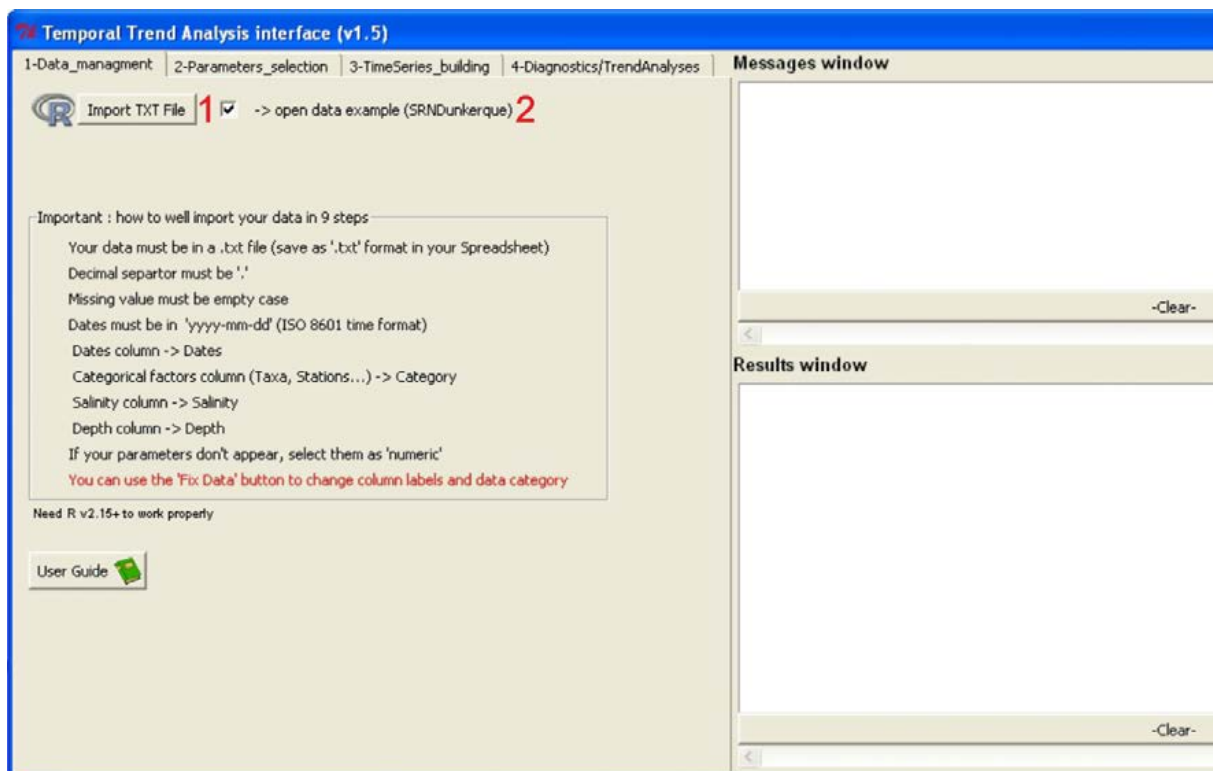 Temporal Trend Analysis interface (v1.5)
1-Data_managment 2-Parameters_selection 3-TimeSeries_building 4-Diagnostics/TrendAnalyses
Messages window
R Import TXT File 1 -> open data example (SRNDunkerque) 2
-Clear-
Important : how to well import your data in 9 steps
Your data must be in a .txt file (save as '.txt' format in your Spreadsheet)
Decimal separtor must be '.'
Missing value must be empty case
Dates must be in 'yyyy-mm-dd' (ISO 8601 time format)
Dates column -> Dates
Categorical factors column (Taxa, Stations...) -> Category
Salinity column -> Salinity
Depth column -> Depth
If your parameters don't appear, select them as 'numeric'
You can use the 'Fix Data' button to change column labels and data category
Need R v2.15+ to work properly
User Guide
Results window
-Clear-